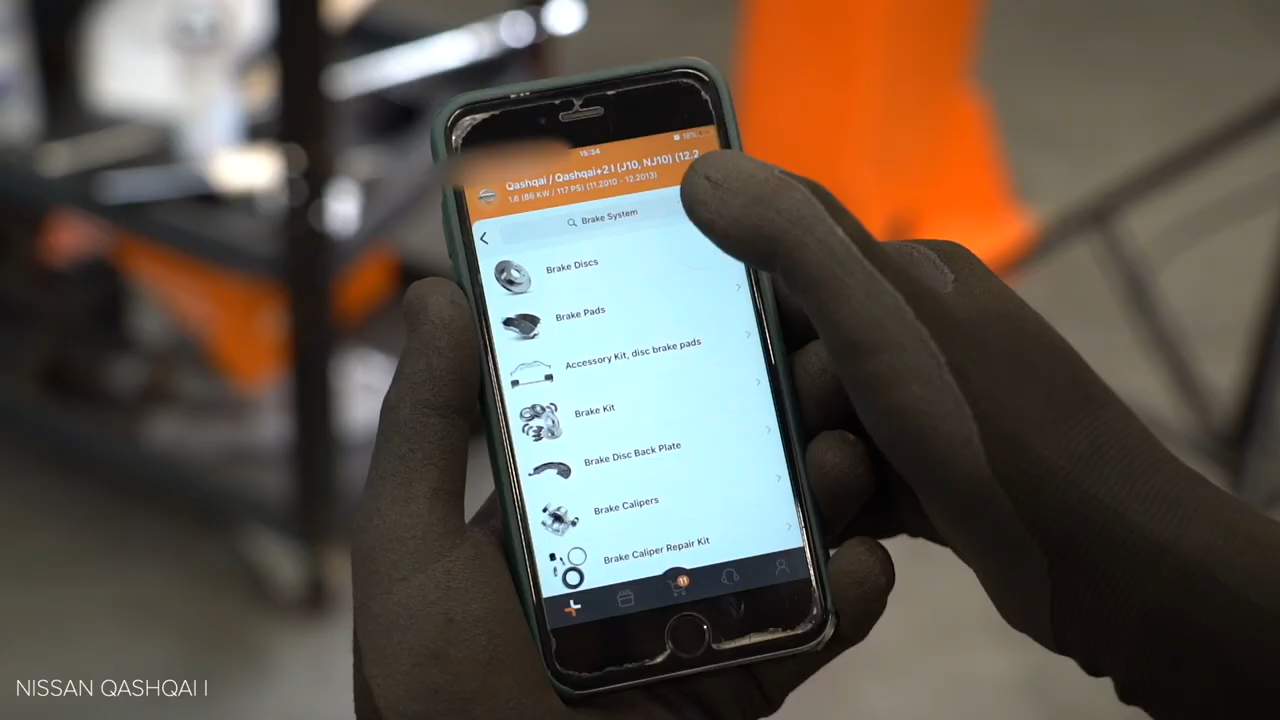 15:34
18%
Qashqai / Qashqai+2 I (J10, NJ10) (12.2
1.6 (86 KW / 117 PS) (11.2010 - 12.2013)
Brake System
Brake Discs
Brake Pads
Accessory Kit, disc brake pads
Brake Kit
Brake Disc Back Plate
Brake Calipers
Brake Caliper Repair Kit
11
NISSAN QASHQAI I